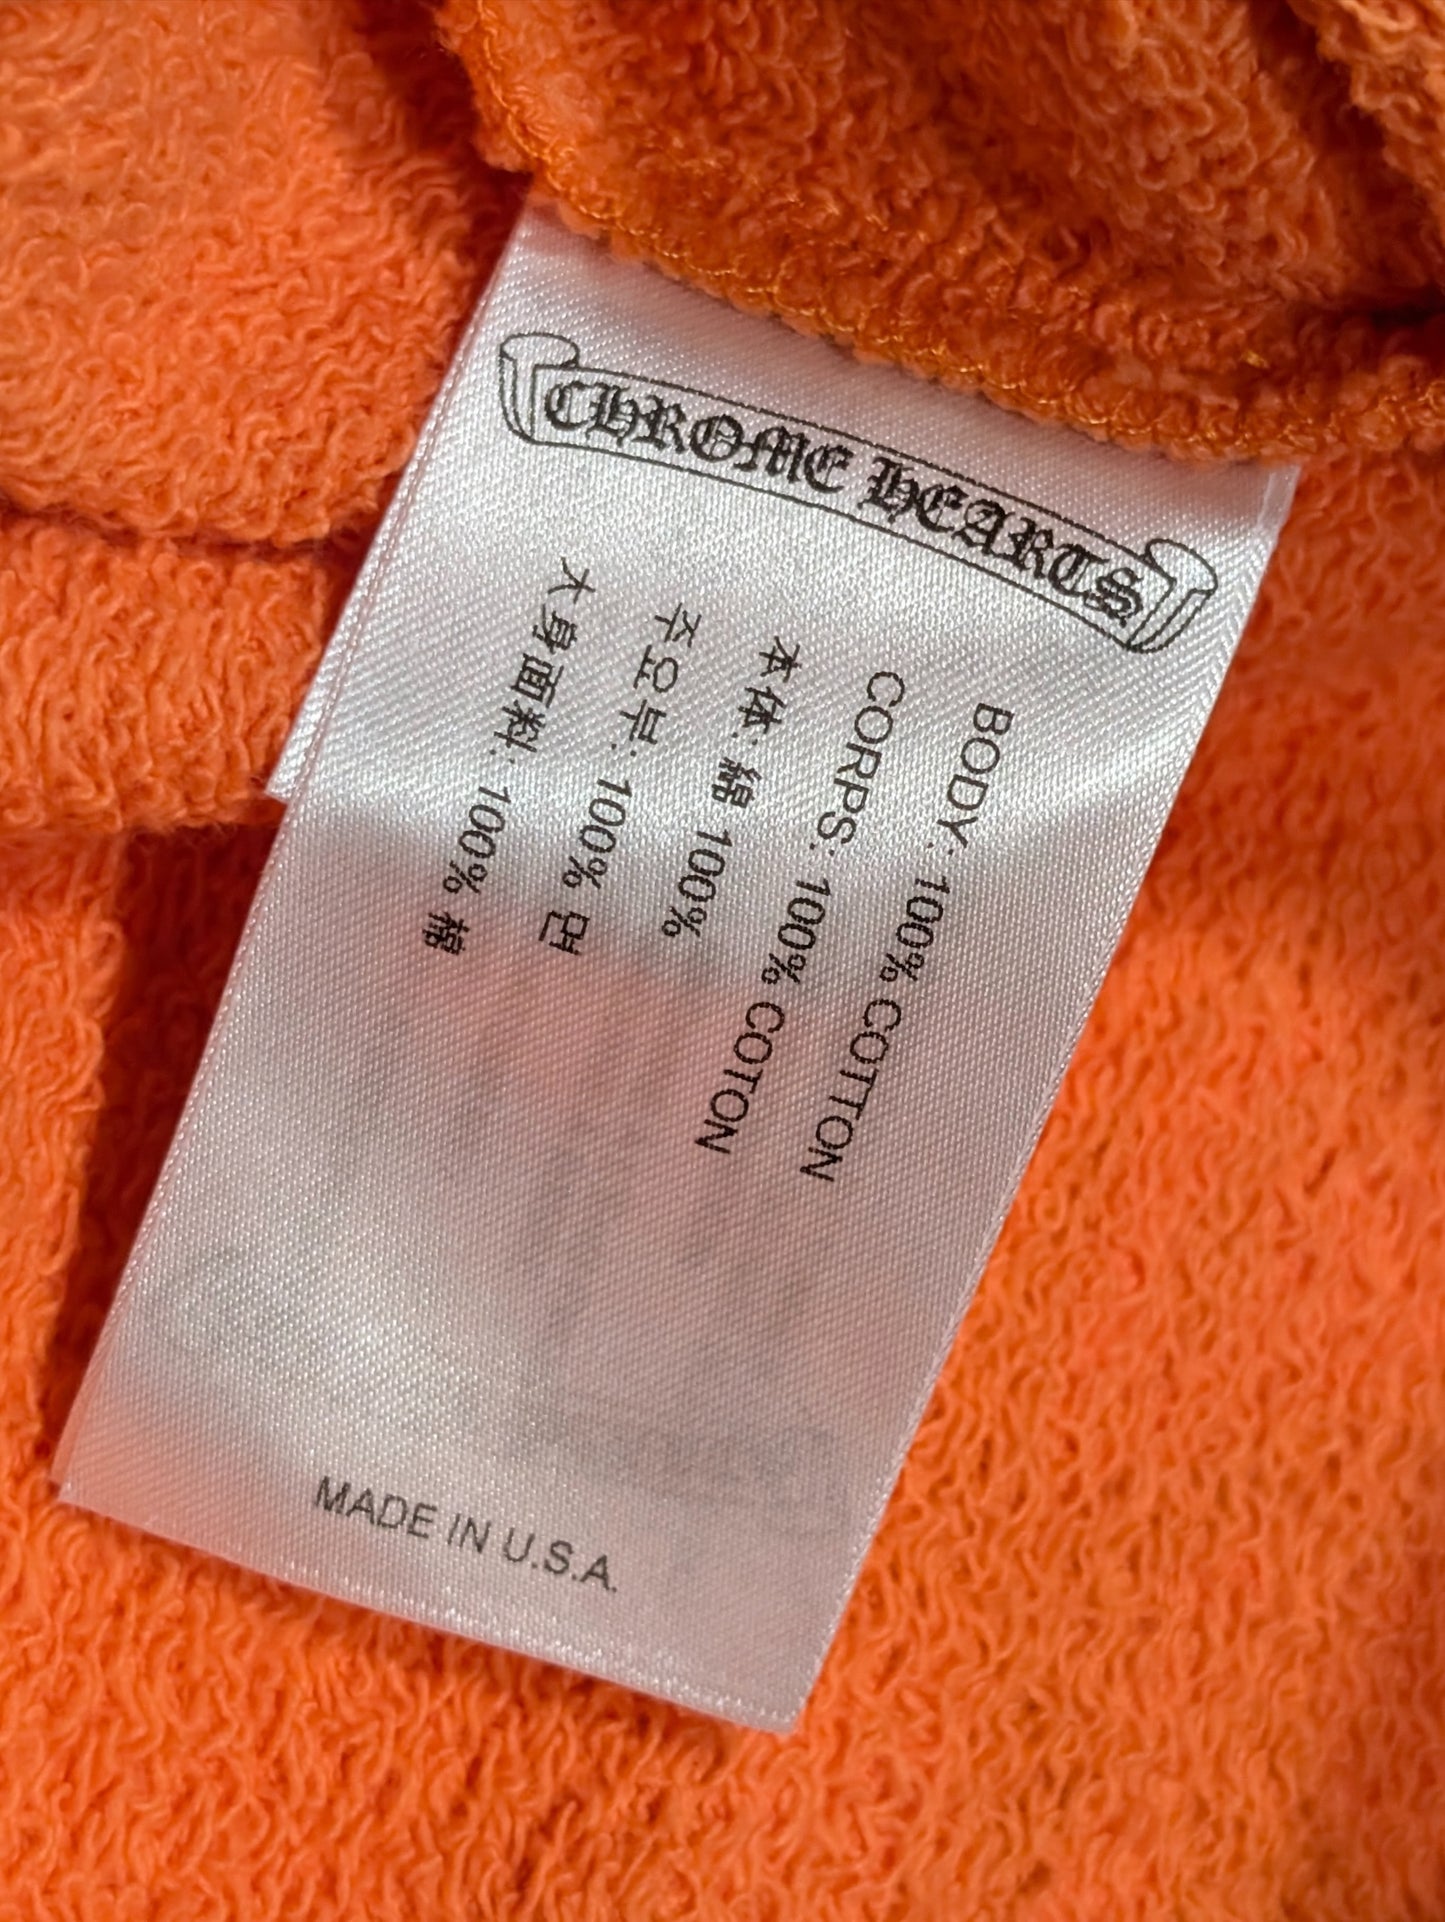 CHROME HEARTS
BODY: 100% COTTON
CORPS: 100% COTON
本体: 綿 100%
주요부: 100% 면
大身面料: 100% 棉
MADE IN U.S.A.